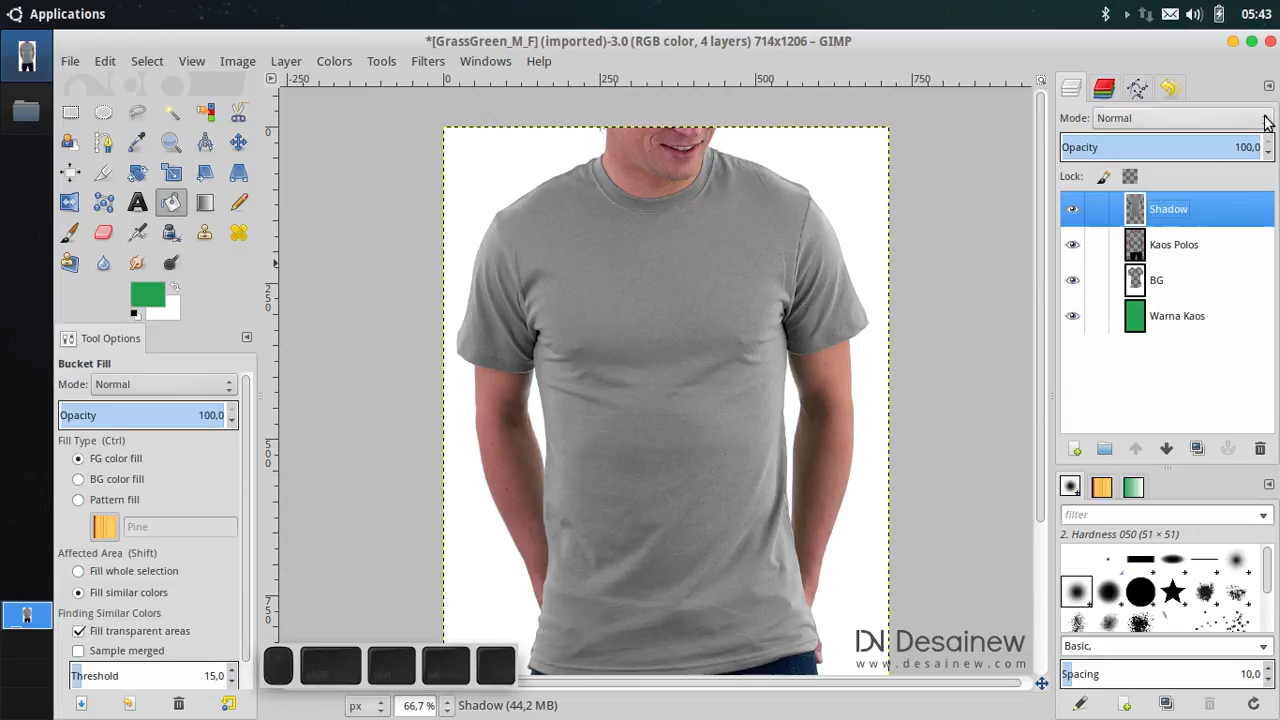 Applications
05:43
*[GrassGreen_M_F] (imported)-3.0 (RGB color, 4 layers) 714x1206 – GIMP
File Edit Select View Image Layer Colors Tools Filters Windows Help
-250 0 250 500 750
Mode: Normal
Opacity 100,0
Lock:
Shadow
Kaos Polos
BG
Warna Kaos
0
250
500
750
Tool Options
Bucket Fill
Mode: Normal
Opacity 100,0
Fill Type (Ctrl)
FG color fill
BG color fill
Pattern fill
Pine
Affected Area (Shift)
Fill whole selection
Fill similar colors
Finding Similar Colors
Fill transparent areas
Sample merged
Threshold 15,0
filter
2. Hardness 050 (51 × 51)
Basic,
Spacing 10,0
DN Desainew
www.desainew.com
px 66,7 % Shadow (44,2 MB)